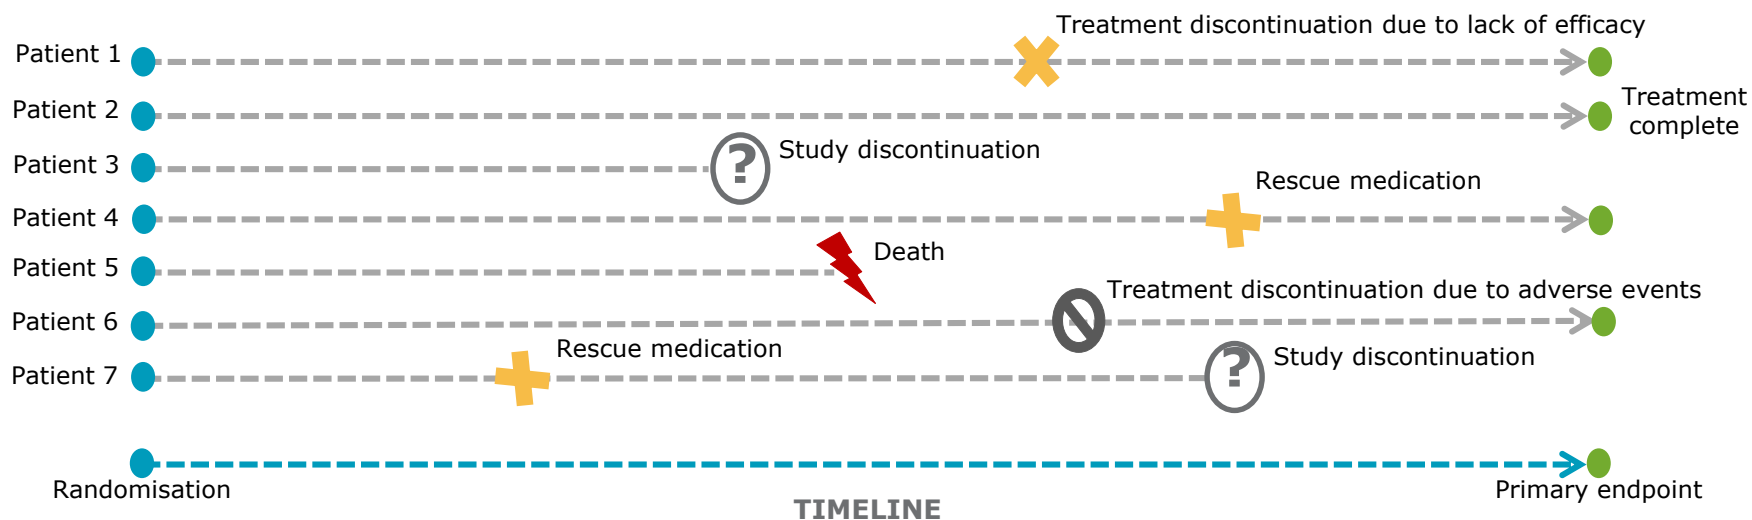 Treatment discontinuation due to lack of efficacy
Patient 1
Patient 2
Treatment
complete
Patient 3
? Study discontinuation
Rescue medication
Patient 4
Patient 5
Death
Treatment discontinuation due to adverse events
Patient 6
Rescue medication
? Study discontinuation
Patient 7
Randomisation
Primary endpoint
TIMELINE